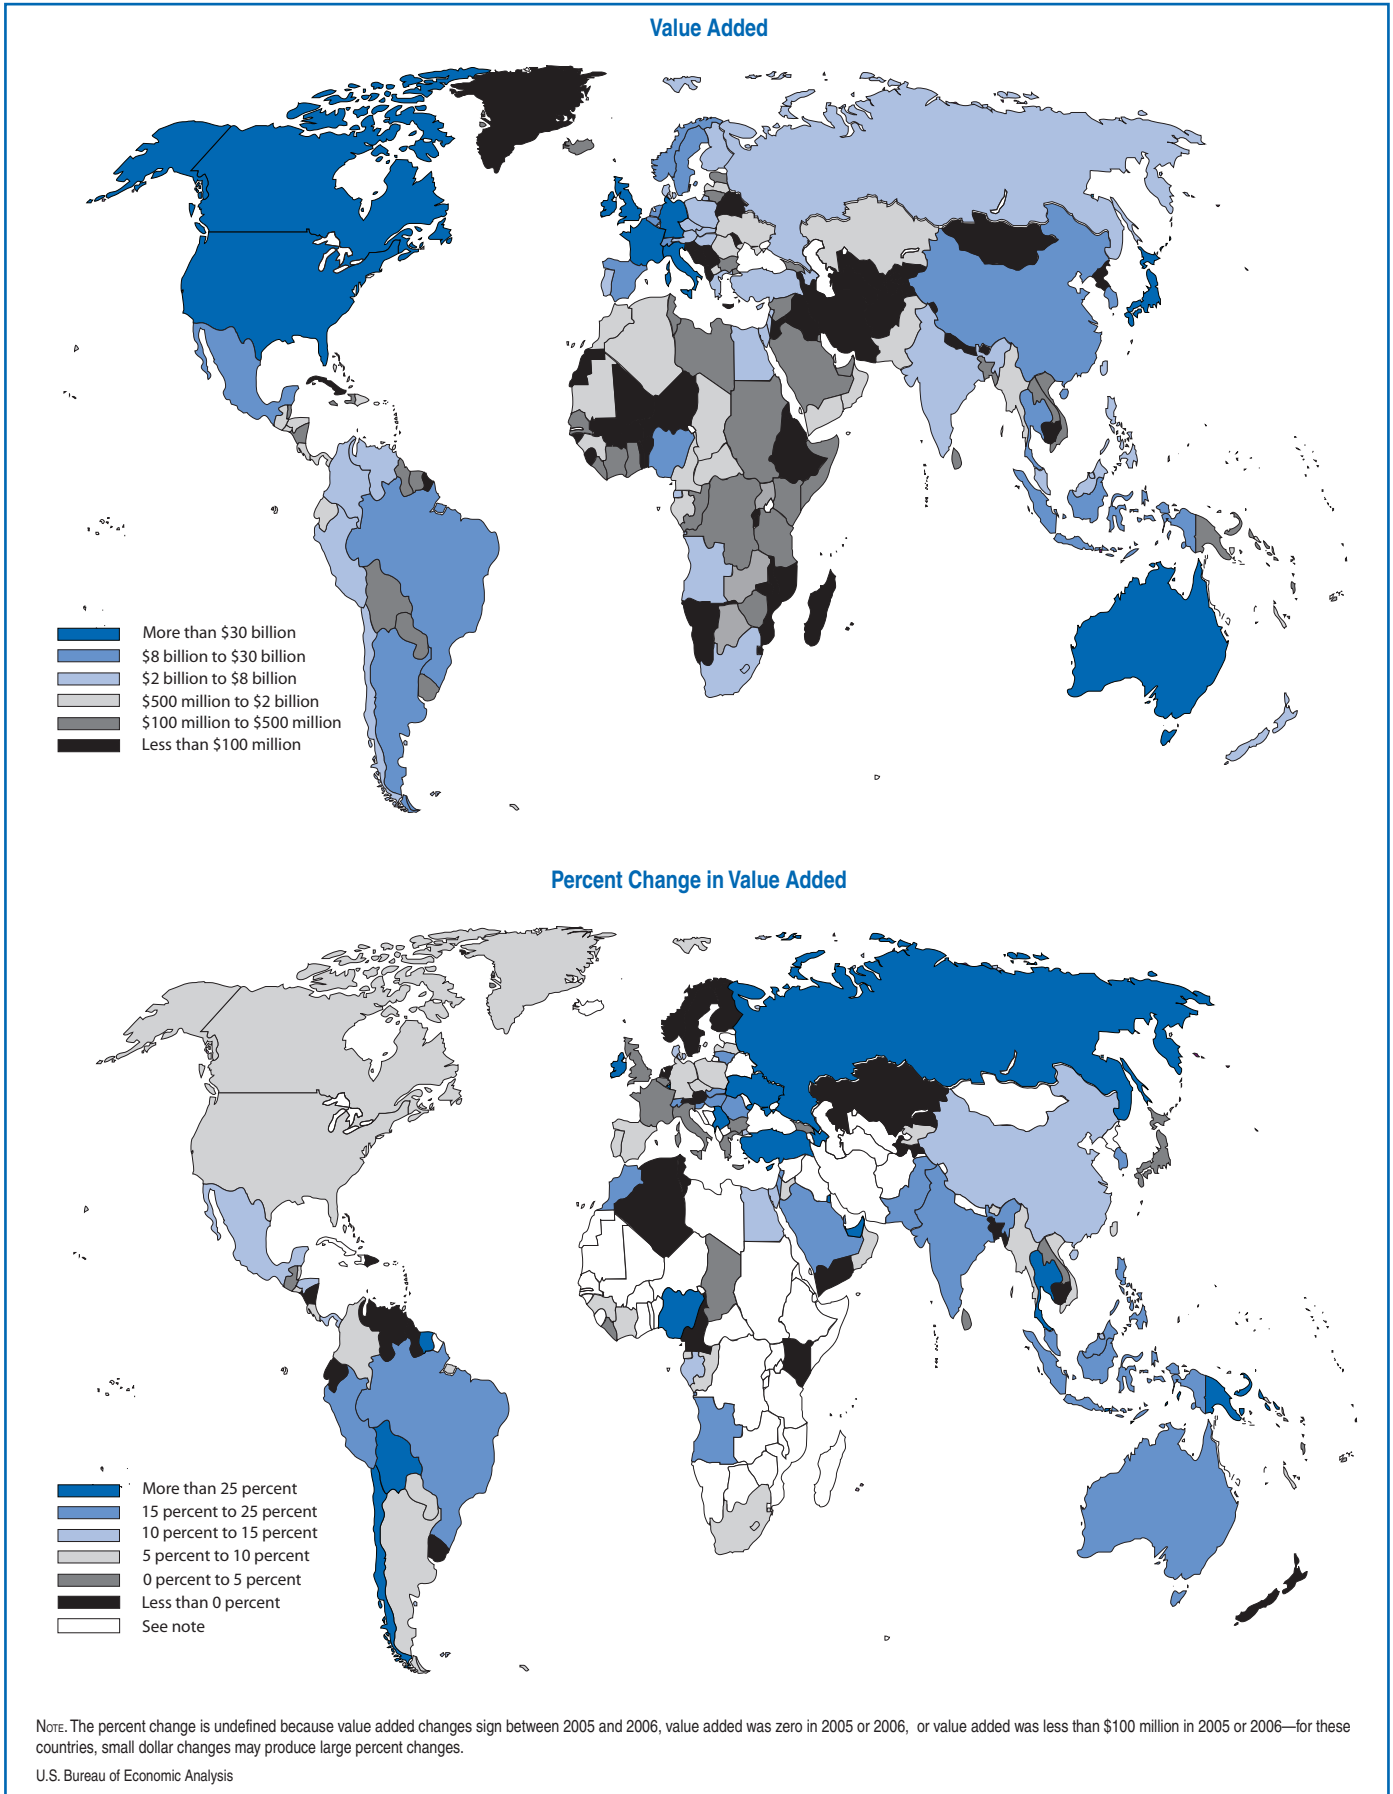 Value Added
More than $30 billion
$8 billion to $30 billion
$2 billion to $8 billion
$500 million to $2 billion
$100 million to $500 million
Less than $100 million
Percent Change in Value Added
More than 25 percent
15 percent to 25 percent
10 percent to 15 percent
5 percent to 10 percent
0 percent to 5 percent
Less than 0 percent
See note
NOTE. The percent change is undefined because value added changes sign between 2005 and 2006, value added was zero in 2005 or 2006, or value added was less than $100 million in 2005 or 2006—for these
countries, small dollar changes may produce large percent changes.
U.S. Bureau of Economic Analysis